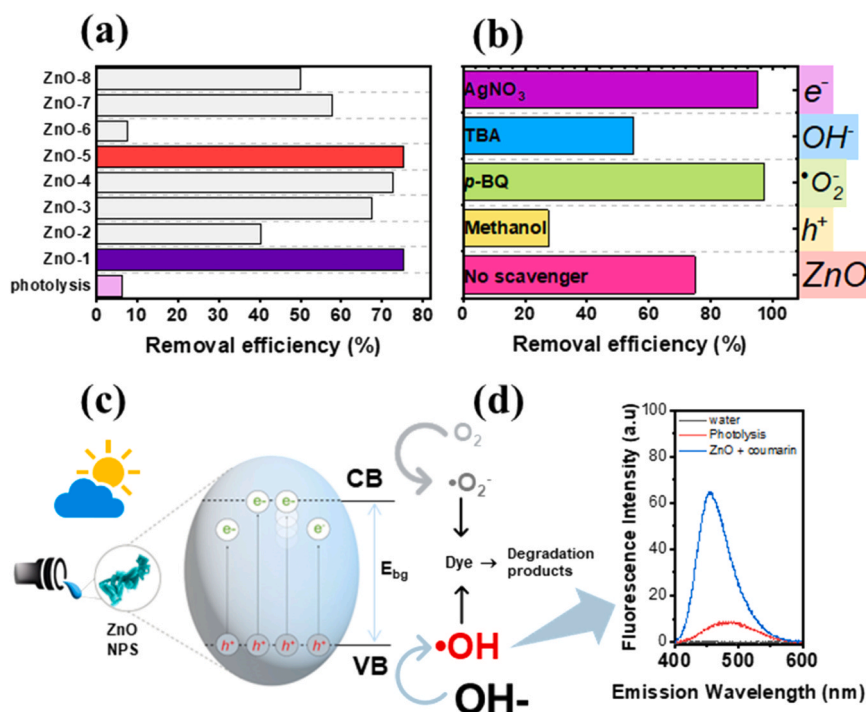 (a)
ZnO-8
ZnO-7
ZnO-6
ZnO-5
ZnO-4
ZnO-3
ZnO-2
ZnO-1
photolysis
0 10 20 30 40 50 60 70 80
Removal efficiency (%)
(b)
AgNO₃ e⁻
TBA OH⁻
p-BQ •O₂⁻
Methanol h⁺
No scavenger ZnO
0 20 40 60 80 100
Removal efficiency (%)
(c)
ZnO
NPS
CB
e- e- e- e-
E_bg
h⁺ h⁺ h⁺ h⁺
VB
O₂
•O₂⁻
Dye → Degradation
products
•OH
OH-
(d)
Fluorescence Intensity (a.u)
100
80
60
40
20
0
water
Photolysis
ZnO + coumarin
400 500 600
Emission Wavelength (nm)